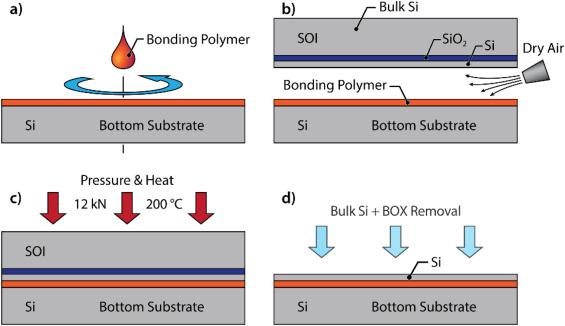 a)
Bonding Polymer
Si Bottom Substrate
b)
Bulk Si
SOI
SiO2
Si
Dry Air
Bonding Polymer
Si Bottom Substrate
c)
Pressure & Heat
12 kN 200 °C
SOI
Si Bottom Substrate
d)
Bulk Si + BOX Removal
Si
Si Bottom Substrate